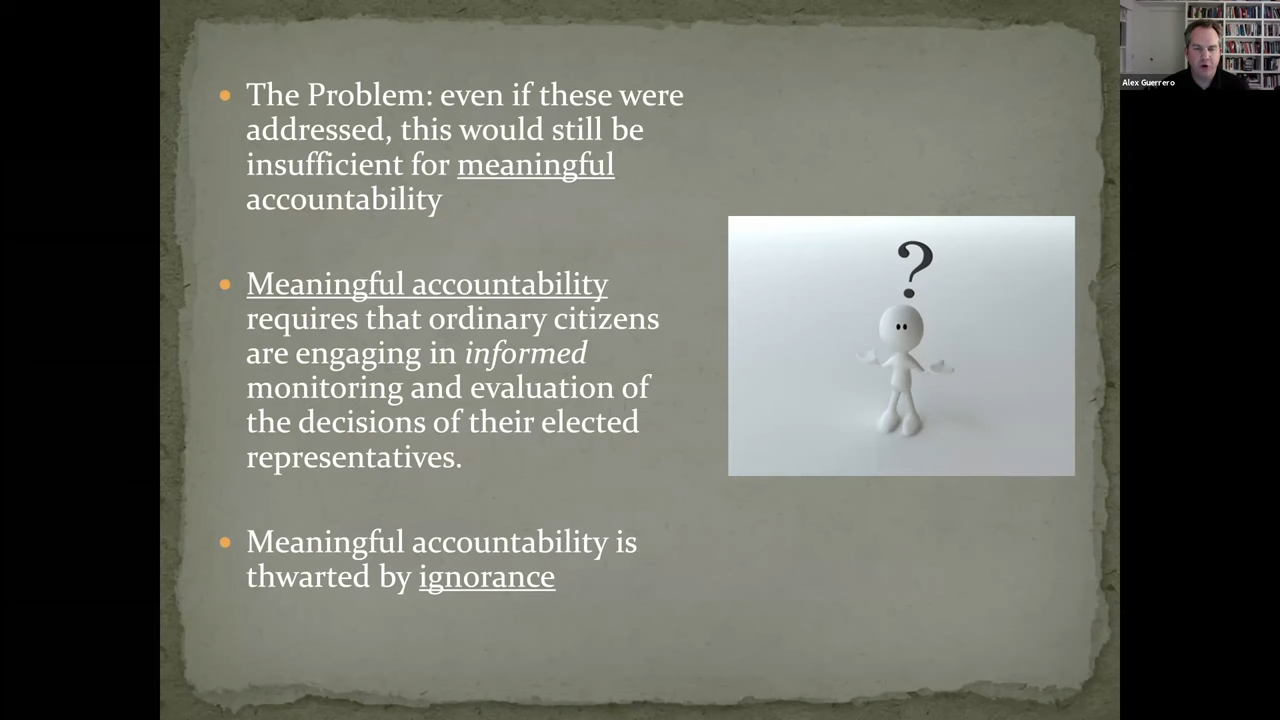 The Problem: even if these were
addressed, this would still be
insufficient for meaningful
accountability
Meaningful accountability
requires that ordinary citizens
are engaging in informed
monitoring and evaluation of
the decisions of their elected
representatives.
Meaningful accountability is
thwarted by ignorance
?
Alex Guerrero